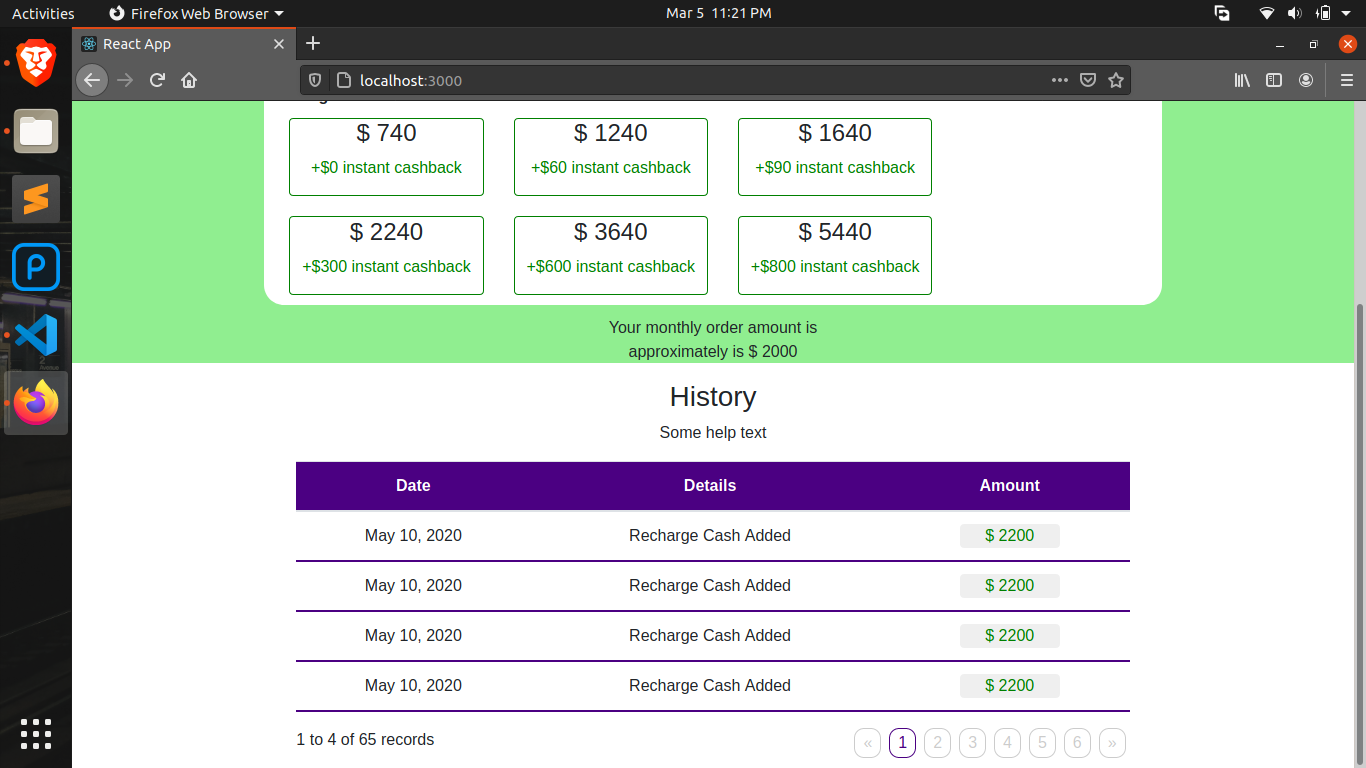 Activities Firefox Web Browser Mar 5 11:21 PM
React App
localhost:3000
$ 740 $ 1240 $ 1640
+$0 instant cashback +$60 instant cashback +$90 instant cashback
$ 2240 $ 3640 $ 5440
+$300 instant cashback +$600 instant cashback +$800 instant cashback
Your monthly order amount is
approximately is $ 2000
History
Some help text
Date Details Amount
May 10, 2020 Recharge Cash Added $ 2200
May 10, 2020 Recharge Cash Added $ 2200
May 10, 2020 Recharge Cash Added $ 2200
May 10, 2020 Recharge Cash Added $ 2200
1 to 4 of 65 records « 1 2 3 4 5 6 »